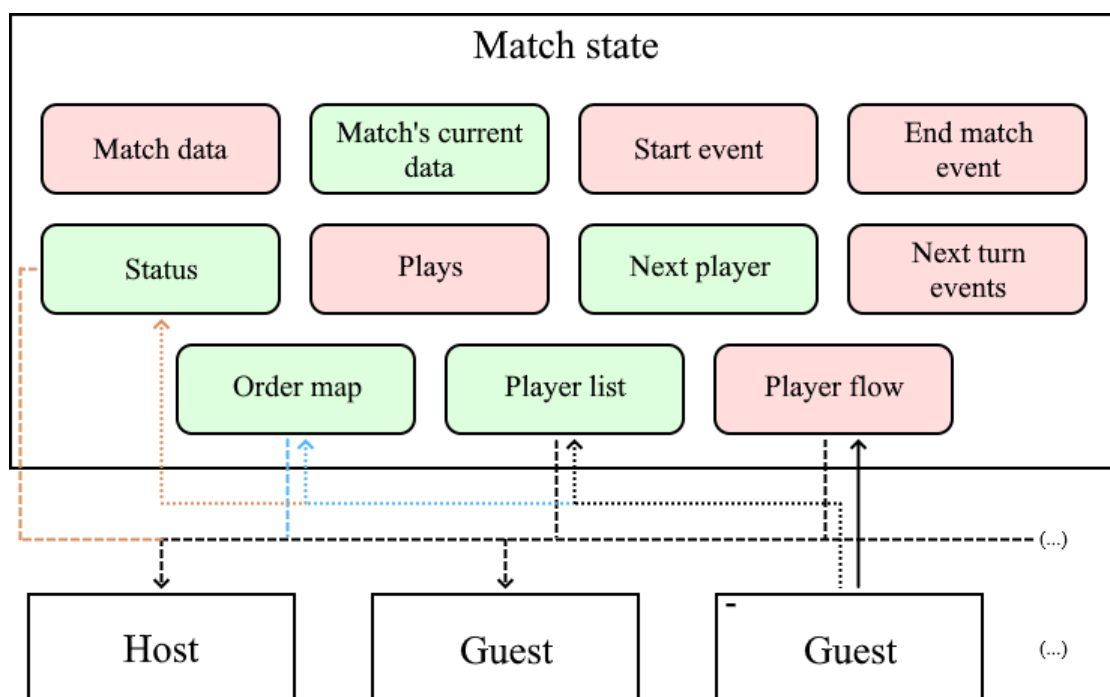 Match state
Match data
Match's current
data
Start event
End match
event
Status
Plays
Next player
Next turn
events
Order map
Player list
Player flow
(...)
-
Host
Guest
Guest
(...)